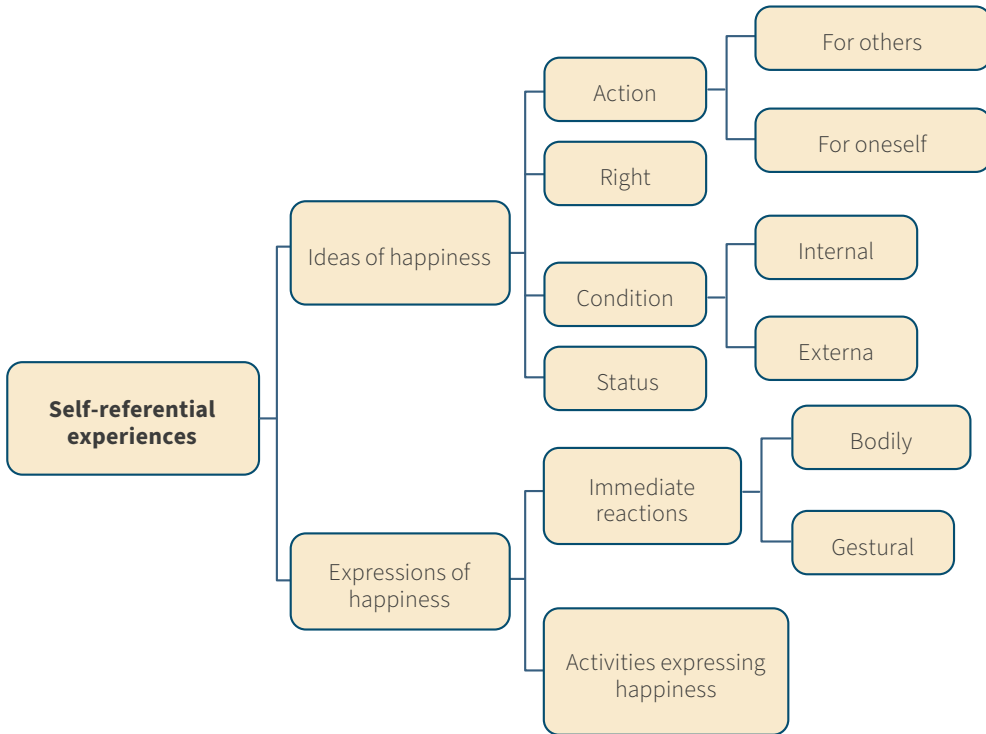 For others
Action
For oneself
Right
Ideas of happiness
Internal
Condition
Externa
Status
Self-referential
experiences
Bodily
Immediate
reactions
Gestural
Expressions of
happiness
Activities expressing
happiness